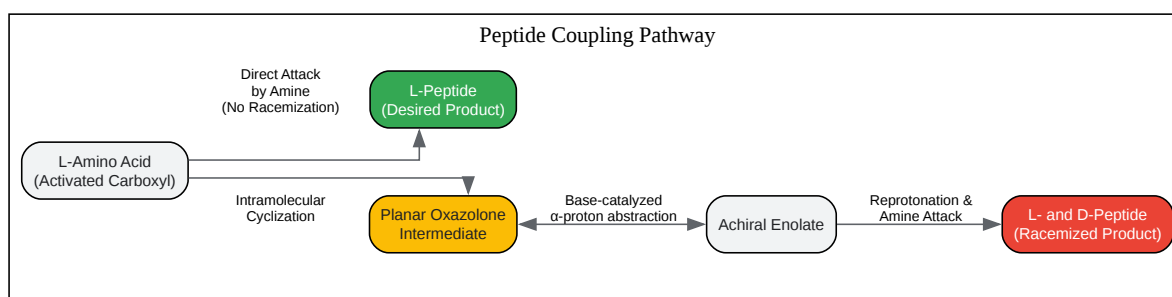 Peptide Coupling Pathway
Direct Attack
by Amine
(No Racemization)
L-Peptide
(Desired Product)
L-Amino Acid
(Activated Carboxyl)
Intramolecular
Cyclization
Planar Oxazolone
Intermediate
Base-catalyzed
α-proton abstraction
Achiral Enolate
Reprotonation &
Amine Attack
L- and D-Peptide
(Racemized Product)